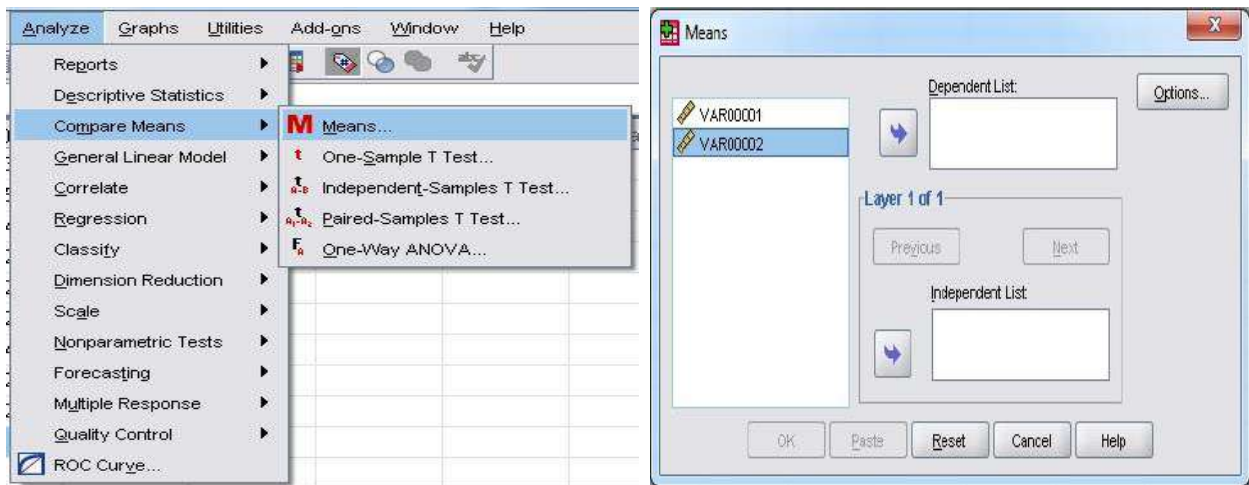 Analyze Graphs Utilities Add-ons Window Help
Reports
Descriptive Statistics
Compare Means
General Linear Model
Correlate
Regression
Classify
Dimension Reduction
Scale
Nonparametric Tests
Forecasting
Multiple Response
Quality Control
ROC Curve...
M Means...
t One-Sample T Test...
t A-B Independent-Samples T Test...
t A₁-A₂ Paired-Samples T Test...
F A One-Way ANOVA...
Means
X
VAR00001
VAR00002
Dependent List:
Options...
Layer 1 of 1
Previous Next
Independent List:
OK Paste Reset Cancel Help